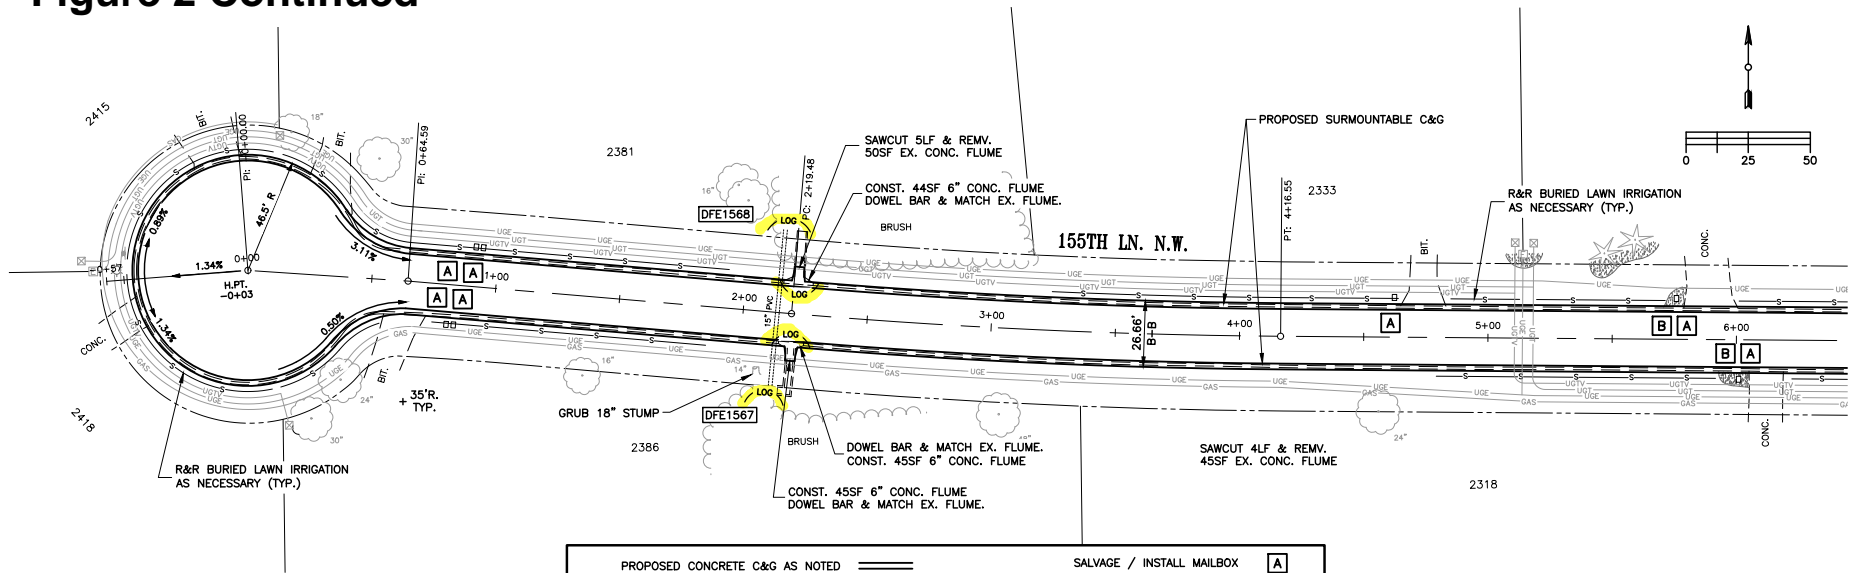 Figure 2 Continued
2415
BIT.
PI: 0+00.00
18"
BIT.
30"
PI: 0+64.59
2381
16"
DFE1568
LOG
PC: 2+19.48
SAWCUT 5LF & REMV.
50SF EX. CONC. FLUME
CONST. 44SF 6" CONC. FLUME
DOWEL BAR & MATCH EX. FLUME.
BRUSH
155TH LN. N.W.
PROPOSED SURMOUNTABLE C&G
PT: 4+16.55
2333
R&R BURIED LAWN IRRIGATION
AS NECESSARY (TYP.)
BIT.
CONC.
0 25 50
0.89%
46.5' R
3.11%
1.34%
0+00
H.PT.
-0+03
1.34%
0.50%
A A 1+00
A A
2+00
15" PVC
LOG
LOG
3+00
26.66'
B-B
4+00
A
5+00
B A
6+00
B A
UGE
UGT
UGTV
GAS
CONC.
2418
BIT.
24"
30"
+ 35'R.
TYP.
16"
14"
GRUB 18" STUMP
LOG
DFE1567
2386
BRUSH
R&R BURIED LAWN IRRIGATION
AS NECESSARY (TYP.)
DOWEL BAR & MATCH EX. FLUME.
CONST. 45SF 6" CONC. FLUME
CONST. 45SF 6" CONC. FLUME
DOWEL BAR & MATCH EX. FLUME.
SAWCUT 4LF & REMV.
45SF EX. CONC. FLUME
24"
CONC.
2318
PROPOSED CONCRETE C&G AS NOTED
SALVAGE / INSTALL MAILBOX A